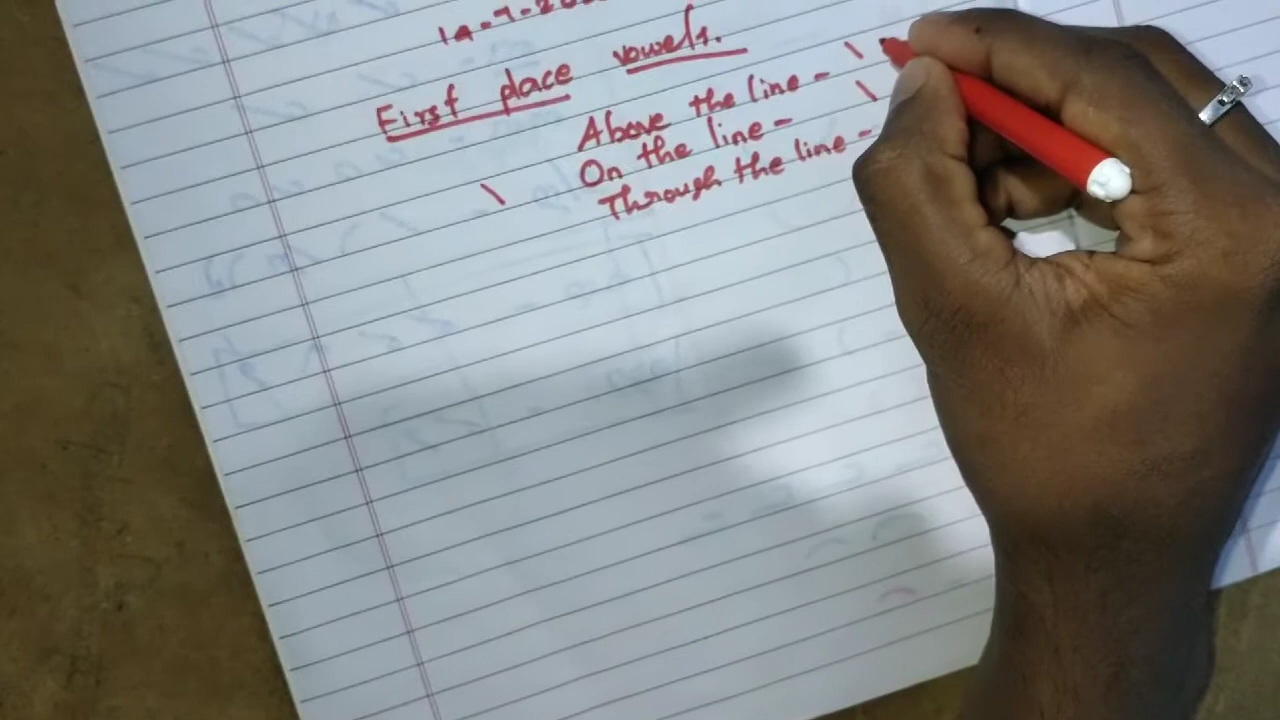 First place vowels.
Above the line - \
On the line - \
Through the line -
\